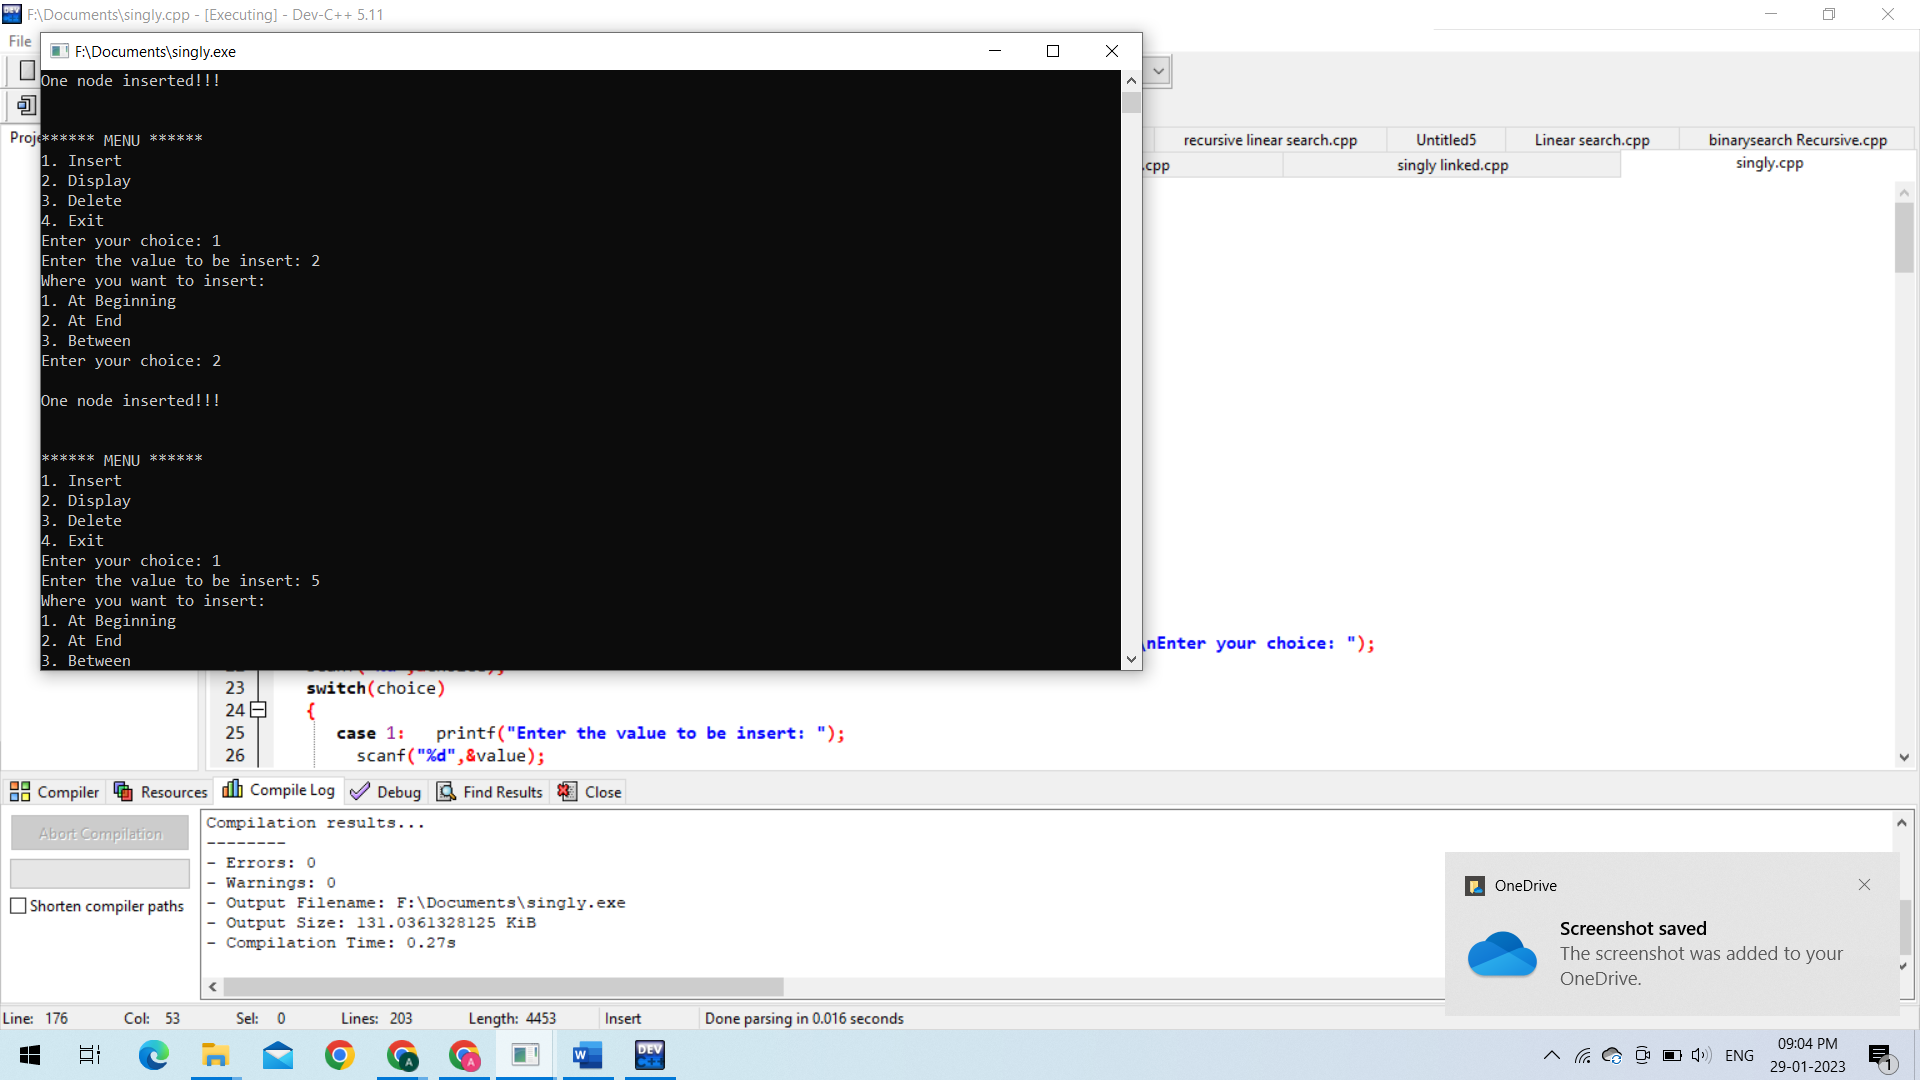 F:\Documents\singly.cpp - [Executing] - Dev-C++ 5.11
File
F:\Documents\singly.exe
One node inserted!!!
****** MENU ******
1. Insert
2. Display
3. Delete
4. Exit
Enter your choice: 1
Enter the value to be insert: 2
Where you want to insert:
1. At Beginning
2. At End
3. Between
Enter your choice: 2
One node inserted!!!
****** MENU ******
1. Insert
2. Display
3. Delete
4. Exit
Enter your choice: 1
Enter the value to be insert: 5
Where you want to insert:
1. At Beginning
2. At End
3. Between
Proje
recursive linear search.cpp Untitled5 Linear search.cpp binarysearch Recursive.cpp
.cpp singly linked.cpp singly.cpp
\nEnter your choice: ");
23 switch(choice)
24 {
25 case 1: printf("Enter the value to be insert: ");
26 scanf("%d",&value);
Compiler Resources Compile Log Debug Find Results Close
Abort Compilation
Shorten compiler paths
Compilation results...
--------
- Errors: 0
- Warnings: 0
- Output Filename: F:\Documents\singly.exe
- Output Size: 131.0361328125 KiB
- Compilation Time: 0.27s
OneDrive
Screenshot saved
The screenshot was added to your
OneDrive.
Line: 176 Col: 53 Sel: 0 Lines: 203 Length: 4453 Insert Done parsing in 0.016 seconds
A
A
W
DEV
C++
ENG
09:04 PM
29-01-2023
1